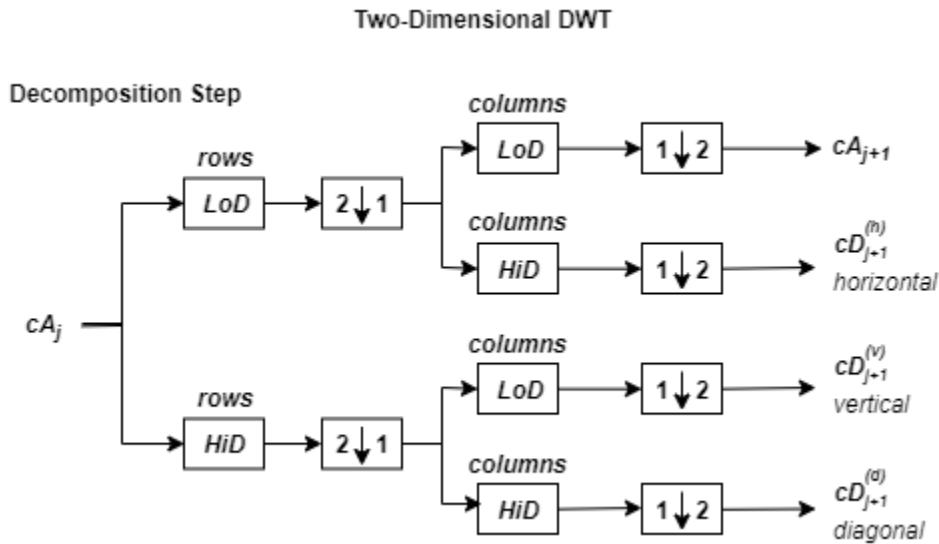 Two-Dimensional DWT
Decomposition Step
columns
LoD
1↓2
cA_{j+1}
rows
LoD
2↓1
columns
HiD
1↓2
cD_{j+1}^{(h)}
horizontal
cA_j
columns
LoD
1↓2
cD_{j+1}^{(v)}
vertical
rows
HiD
2↓1
columns
HiD
1↓2
cD_{j+1}^{(d)}
diagonal